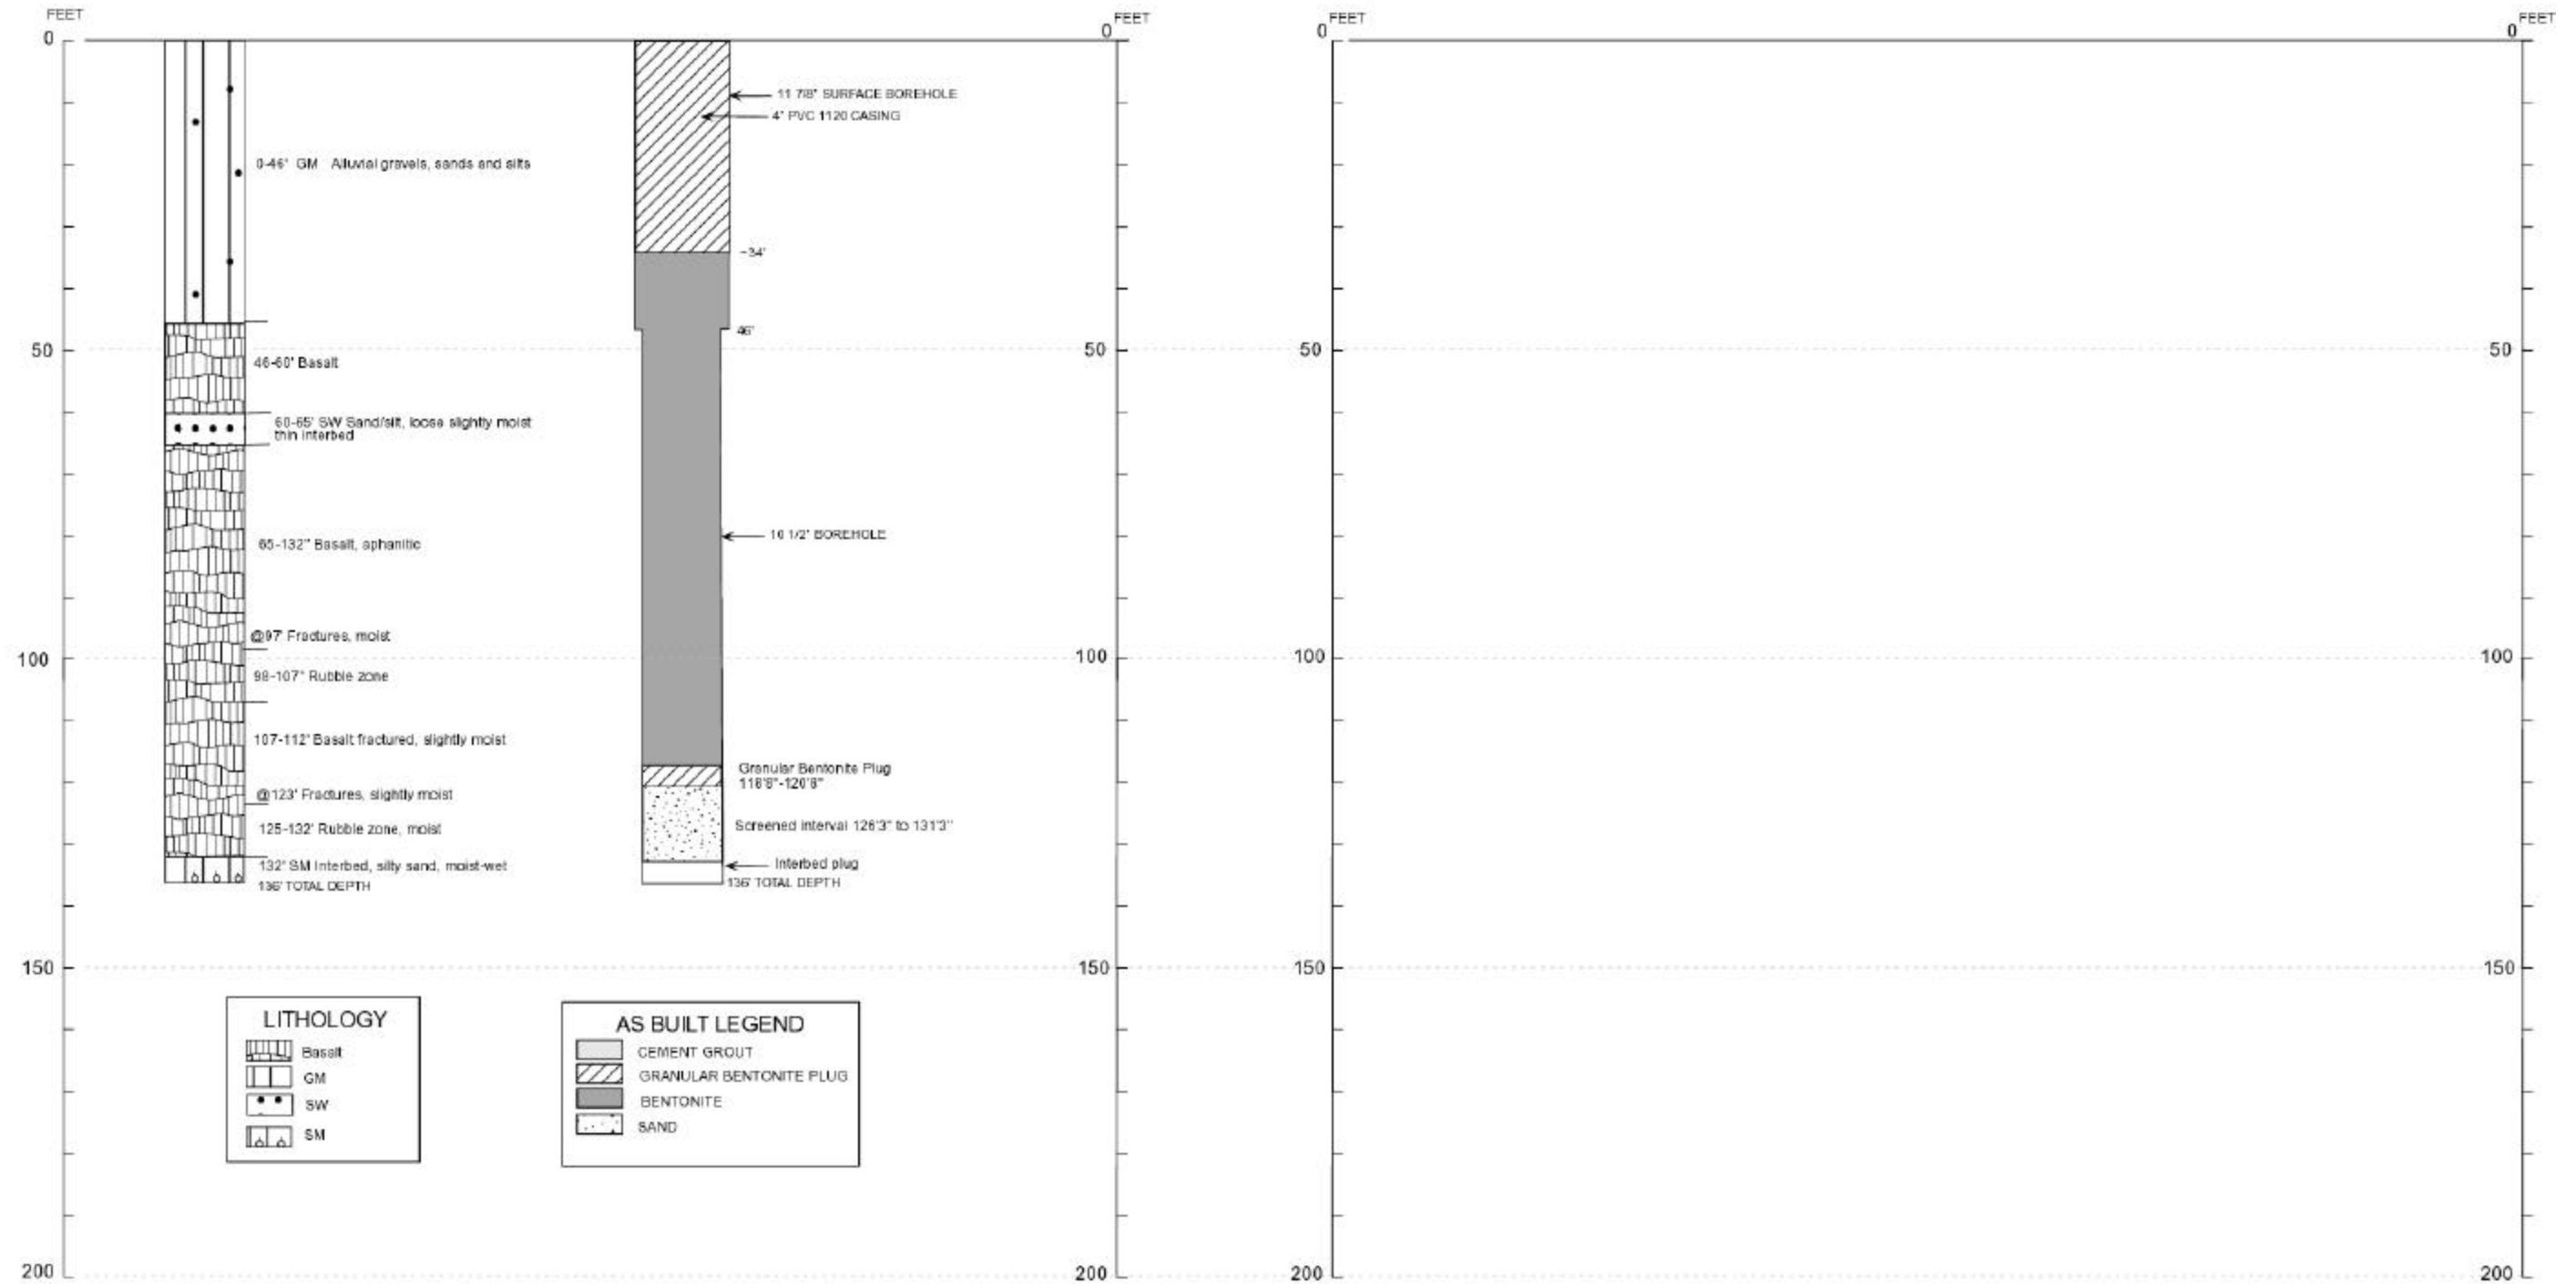 FEET
FEET
FEET
FEET
0
0
0
0
11 7/8" SURFACE BOREHOLE
4" PVC 1120 CASING
0-46' GM Alluvial gravels, sands and silts
~34'
46'
50
50
50
50
46-60' Basalt
60-65' SW Sand/silt, loose slightly moist
thin interbed
10 1/2" BOREHOLE
65-132" Basalt, aphanitic
@97' Fractures, moist
100
100
100
100
98-107" Rubble zone
107-112' Basalt fractured, slightly moist
Granular Bentonite Plug
@123' Fractures, slightly moist
125-132' Rubble zone, moist
Screened interval 126'3" to 131'3"
132' SM Interbed, silty sand, moist-wet
Interbed plug
136' TOTAL DEPTH
136' TOTAL DEPTH
150
150
150
150
LITHOLOGY
Basalt
GM
SW
SM
AS BUILT LEGEND
CEMENT GROUT
GRANULAR BENTONITE PLUG
BENTONITE
SAND
200
200
200
200